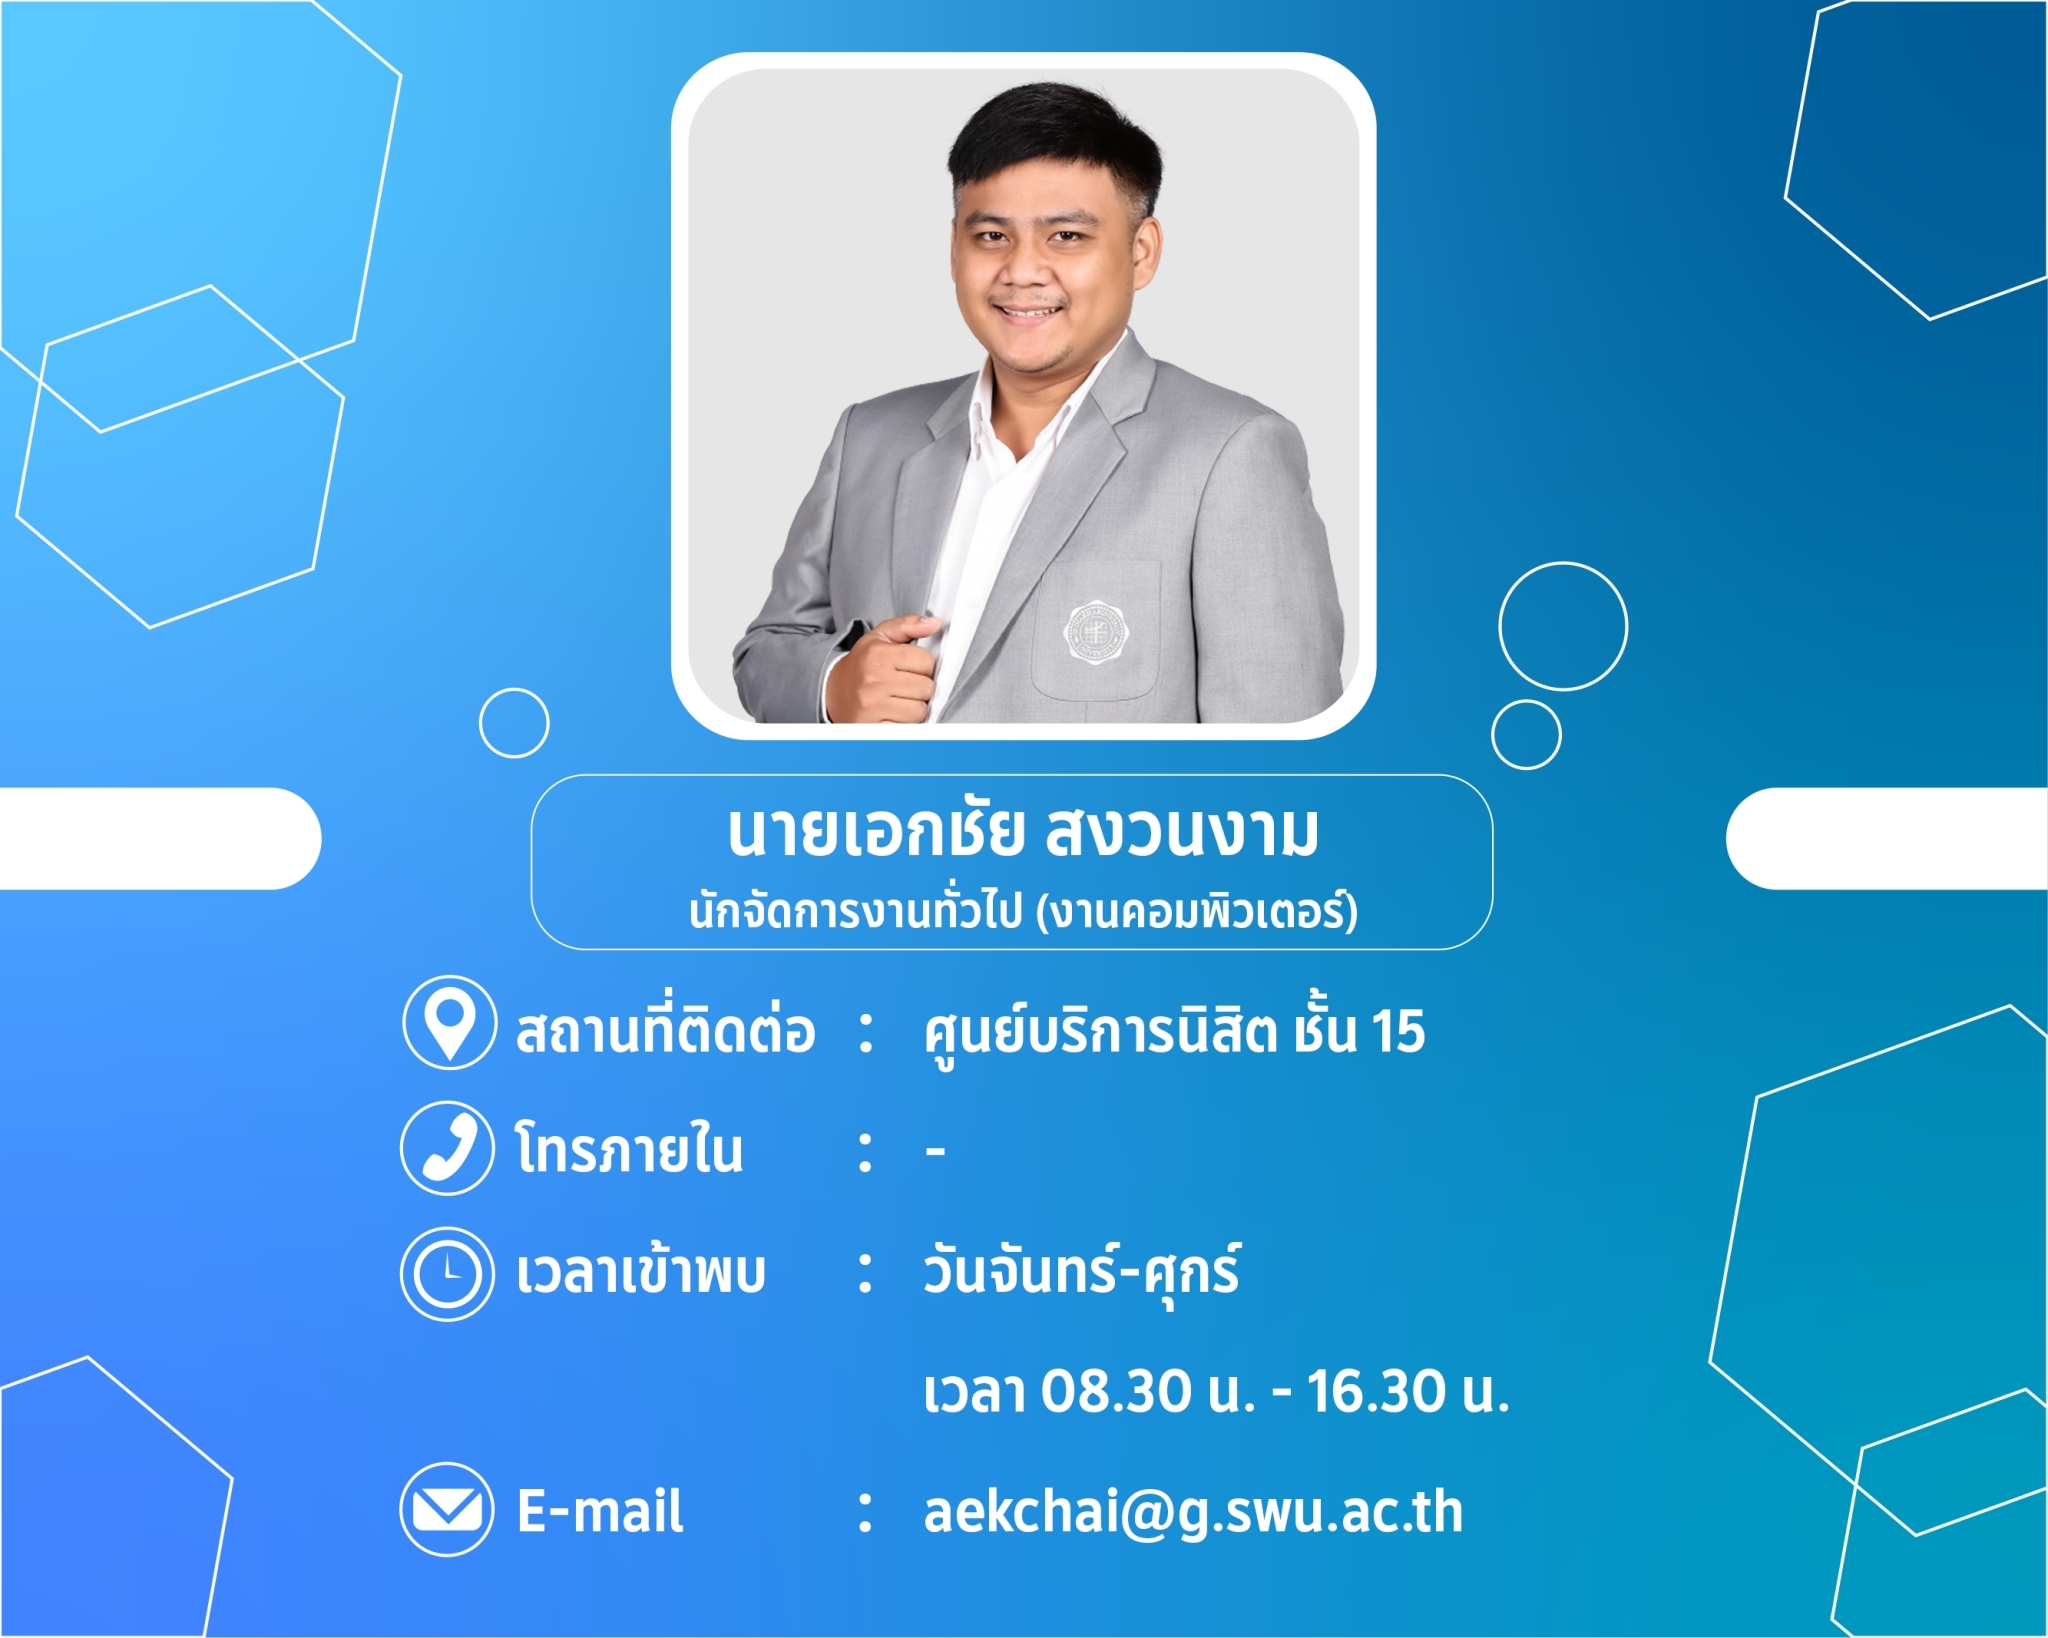 นายเอกชัย สงวนงาม
นักจัดการงานทั่วไป (งานคอมพิวเตอร์)
สถานที่ติดต่อ : ศูนย์บริการนิสิต ชั้น 15
โทรภายใน : -
เวลาเข้าพบ : วันจันทร์-ศุกร์
เวลา 08.30 น. - 16.30 น.
E-mail : aekchai@g.swu.ac.th